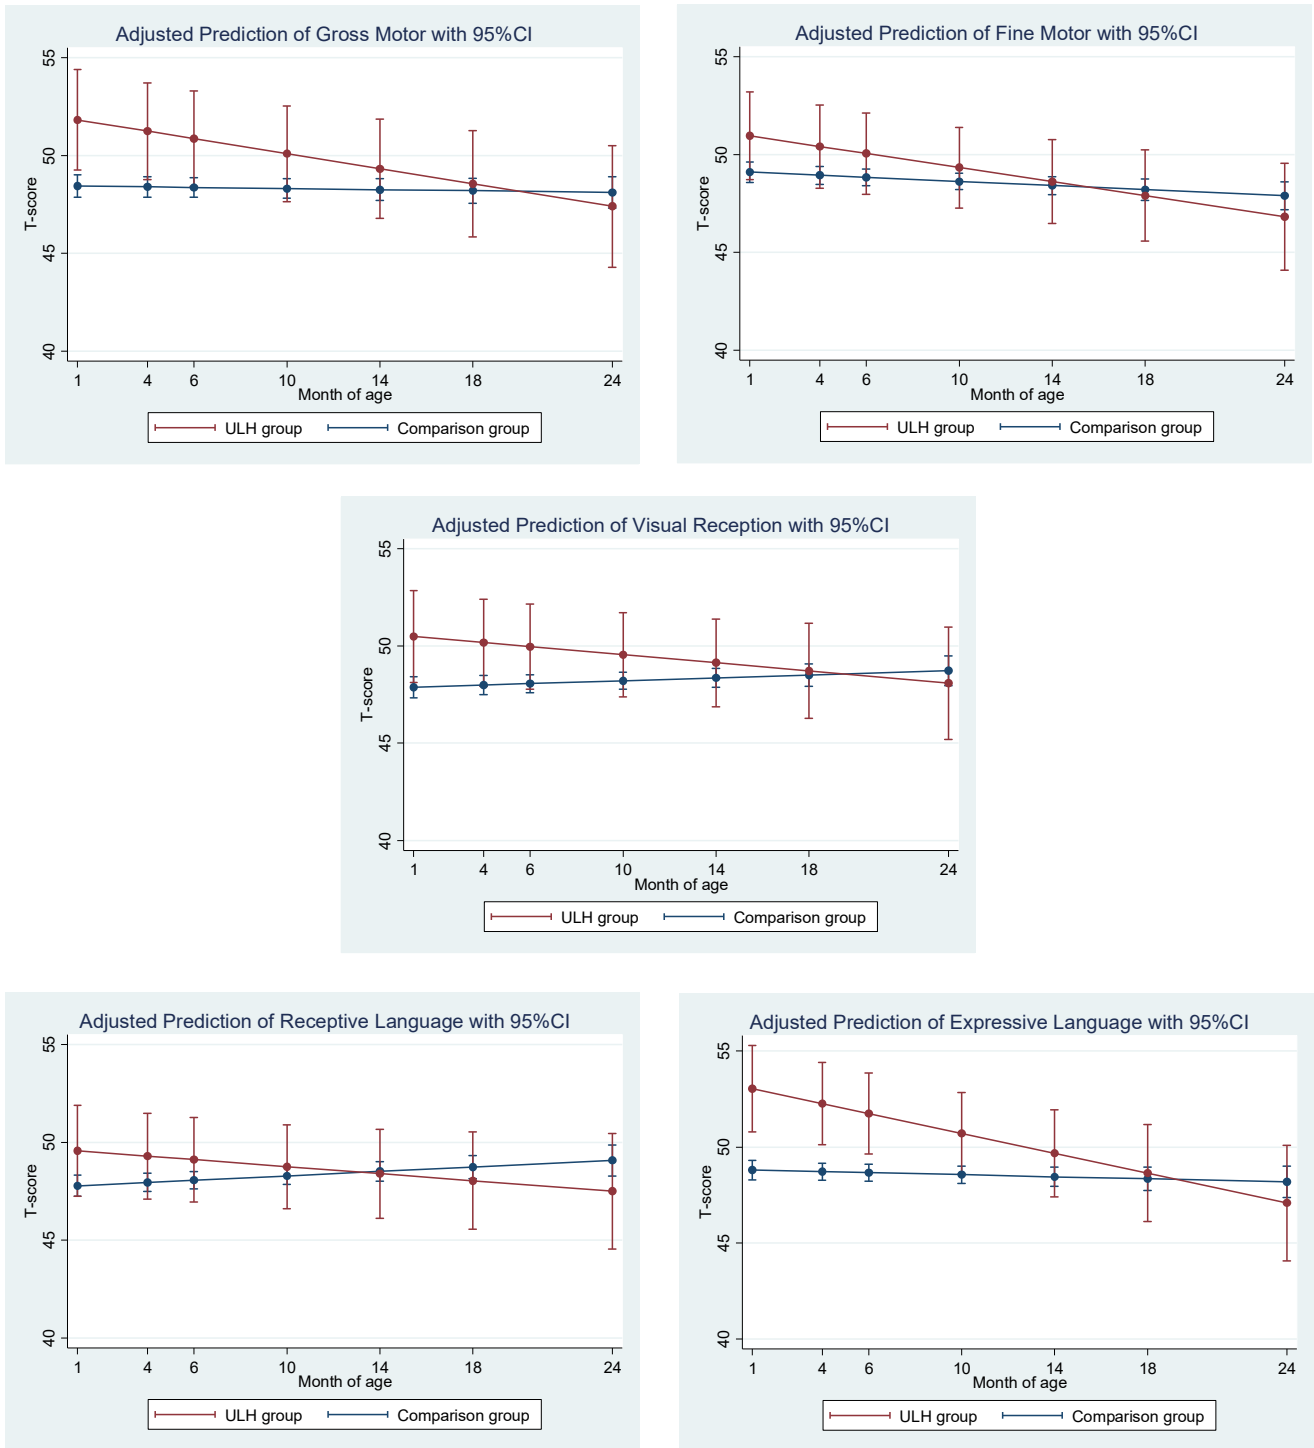 Adjusted Prediction of Gross Motor with 95%CI
55
50
45
40
T-score
1 4 6 10 14 18 24
Month of age
ULH group Comparison group
Adjusted Prediction of Fine Motor with 95%CI
55
50
45
40
T-score
1 4 6 10 14 18 24
Month of age
ULH group Comparison group
Adjusted Prediction of Visual Reception with 95%CI
55
50
45
40
T-score
1 4 6 10 14 18 24
Month of age
ULH group Comparison group
Adjusted Prediction of Receptive Language with 95%CI
55
50
45
40
T-score
1 4 6 10 14 18 24
Month of age
ULH group Comparison group
Adjusted Prediction of Expressive Language with 95%CI
55
50
45
40
T-score
1 4 6 10 14 18 24
Month of age
ULH group Comparison group